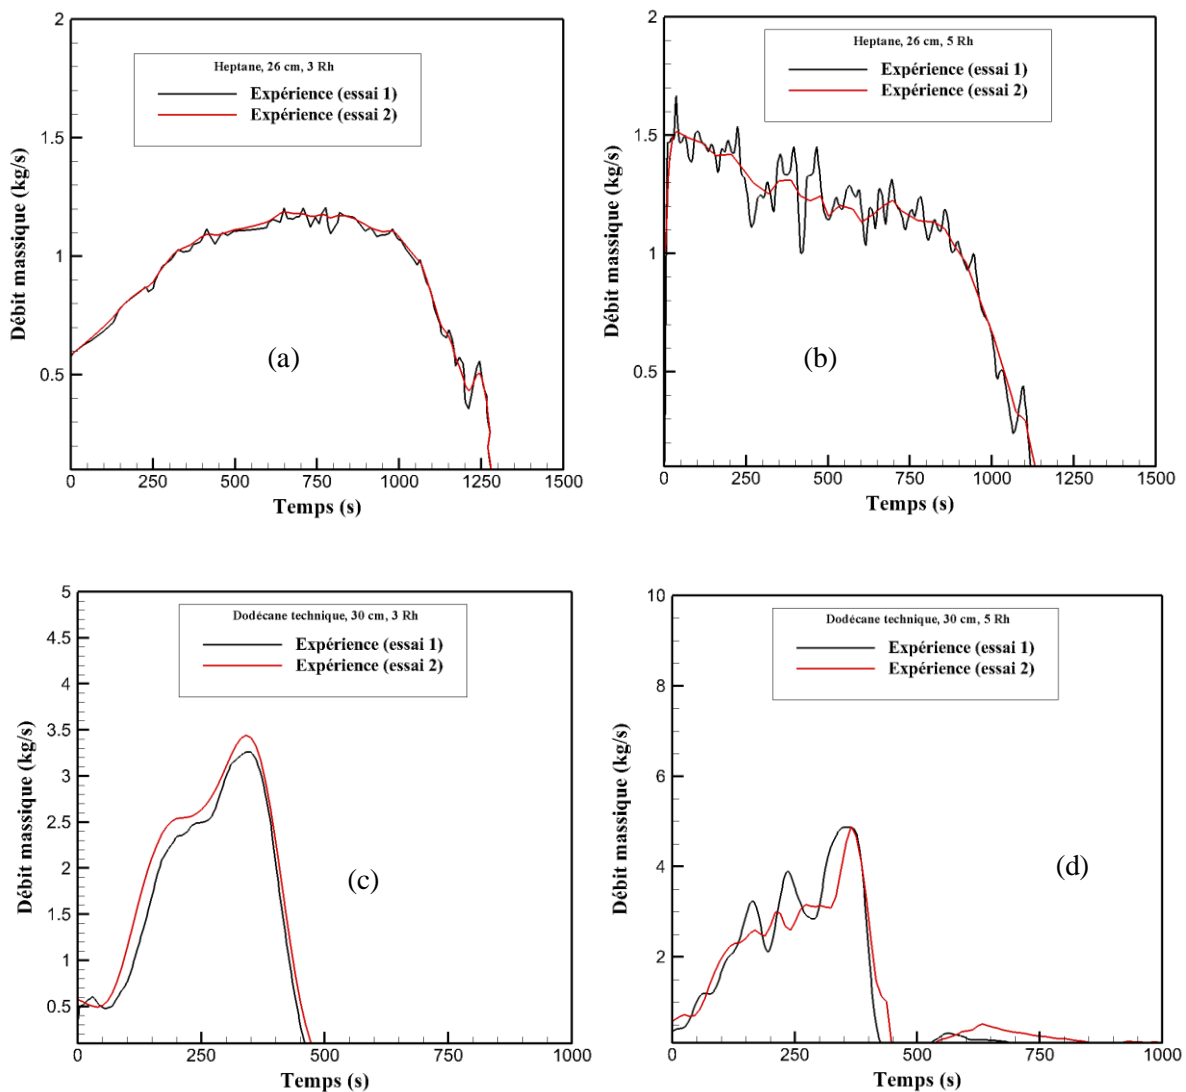 Heptane, 26 cm, 3 Rh
Expérience (essai 1)
Expérience (essai 2)
Débit massique (kg/s)
2
1.5
1
0.5
(a)
0
250
500
750
1000
1250
1500
Temps (s)
Heptane, 26 cm, 5 Rh
Expérience (essai 1)
Expérience (essai 2)
Débit massique (kg/s)
2
1.5
1
0.5
(b)
0
250
500
750
1000
1250
1500
Temps (s)
Dodécane technique, 30 cm, 3 Rh
Expérience (essai 1)
Expérience (essai 2)
Débit massique (kg/s)
5
4.5
4
3.5
3
2.5
2
1.5
1
0.5
(c)
0
250
500
750
1000
Temps (s)
Dodécane technique, 30 cm, 5 Rh
Expérience (essai 1)
Expérience (essai 2)
Débit massique (kg/s)
10
8
6
4
2
(d)
0
250
500
750
1000
Temps (s)